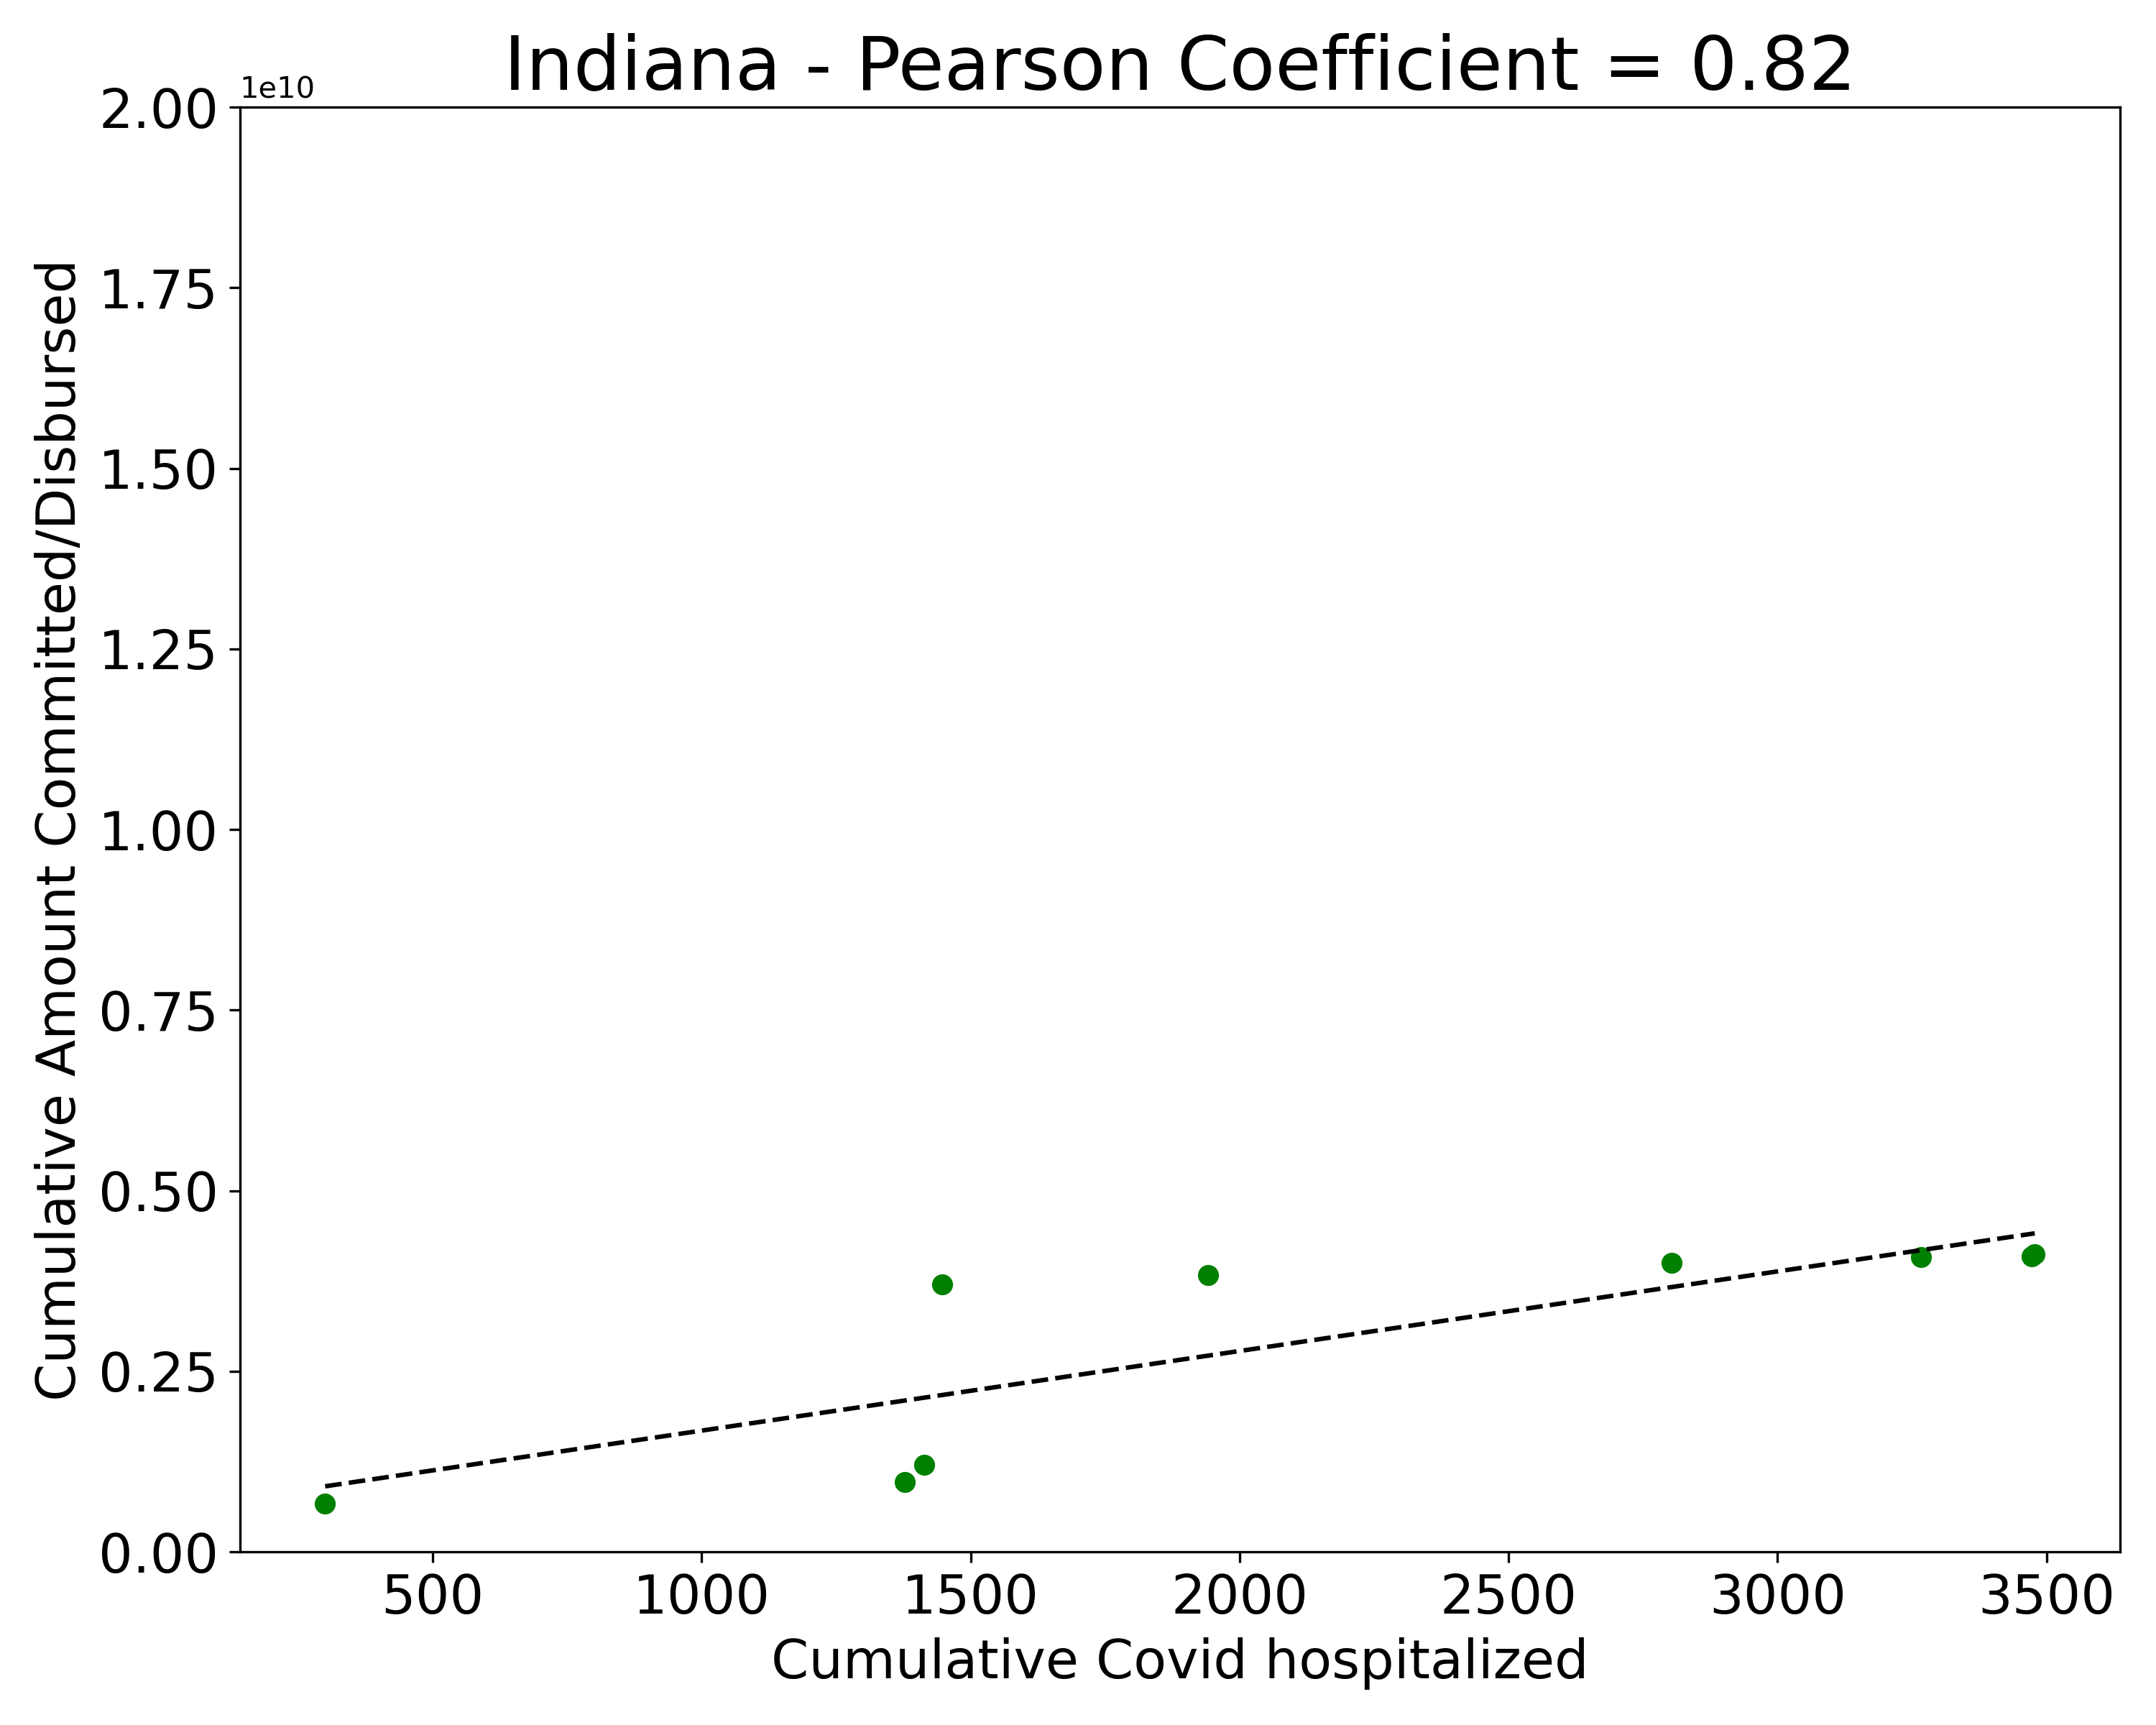 Indiana - Pearson Coefficient = 0.82
1e10
2.00
1.75
1.50
1.25
1.00
0.75
0.50
0.25
0.00
Cumulative Amount Committed/Disbursed
500 1000 1500 2000 2500 3000 3500
Cumulative Covid hospitalized